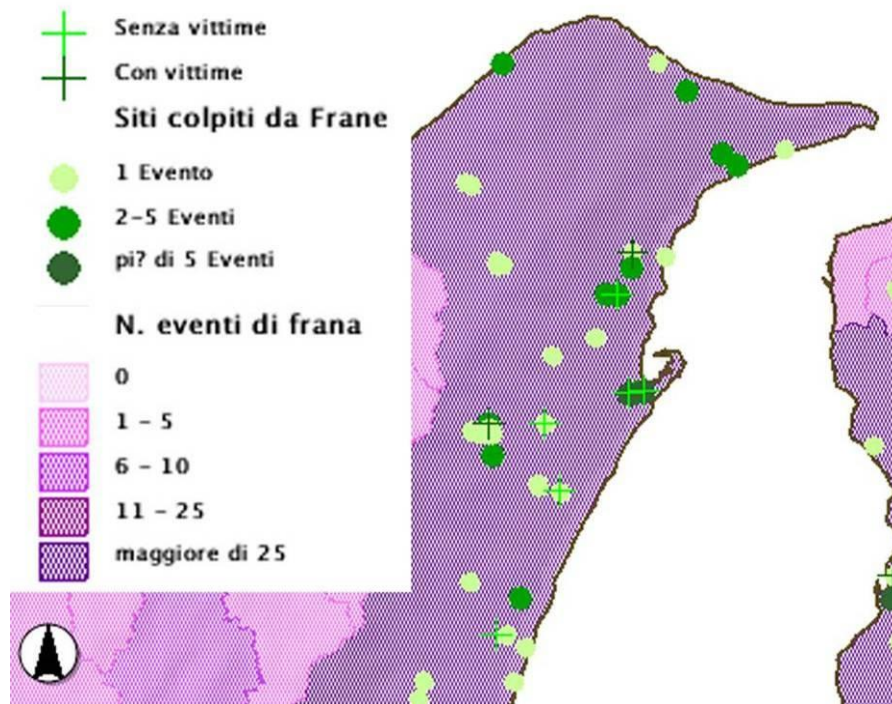 Senza vittime
Con vittime
Siti colpiti da Frane
1 Evento
2-5 Eventi
pi? di 5 Eventi
N. eventi di frana
0
1 - 5
6 - 10
11 - 25
maggiore di 25